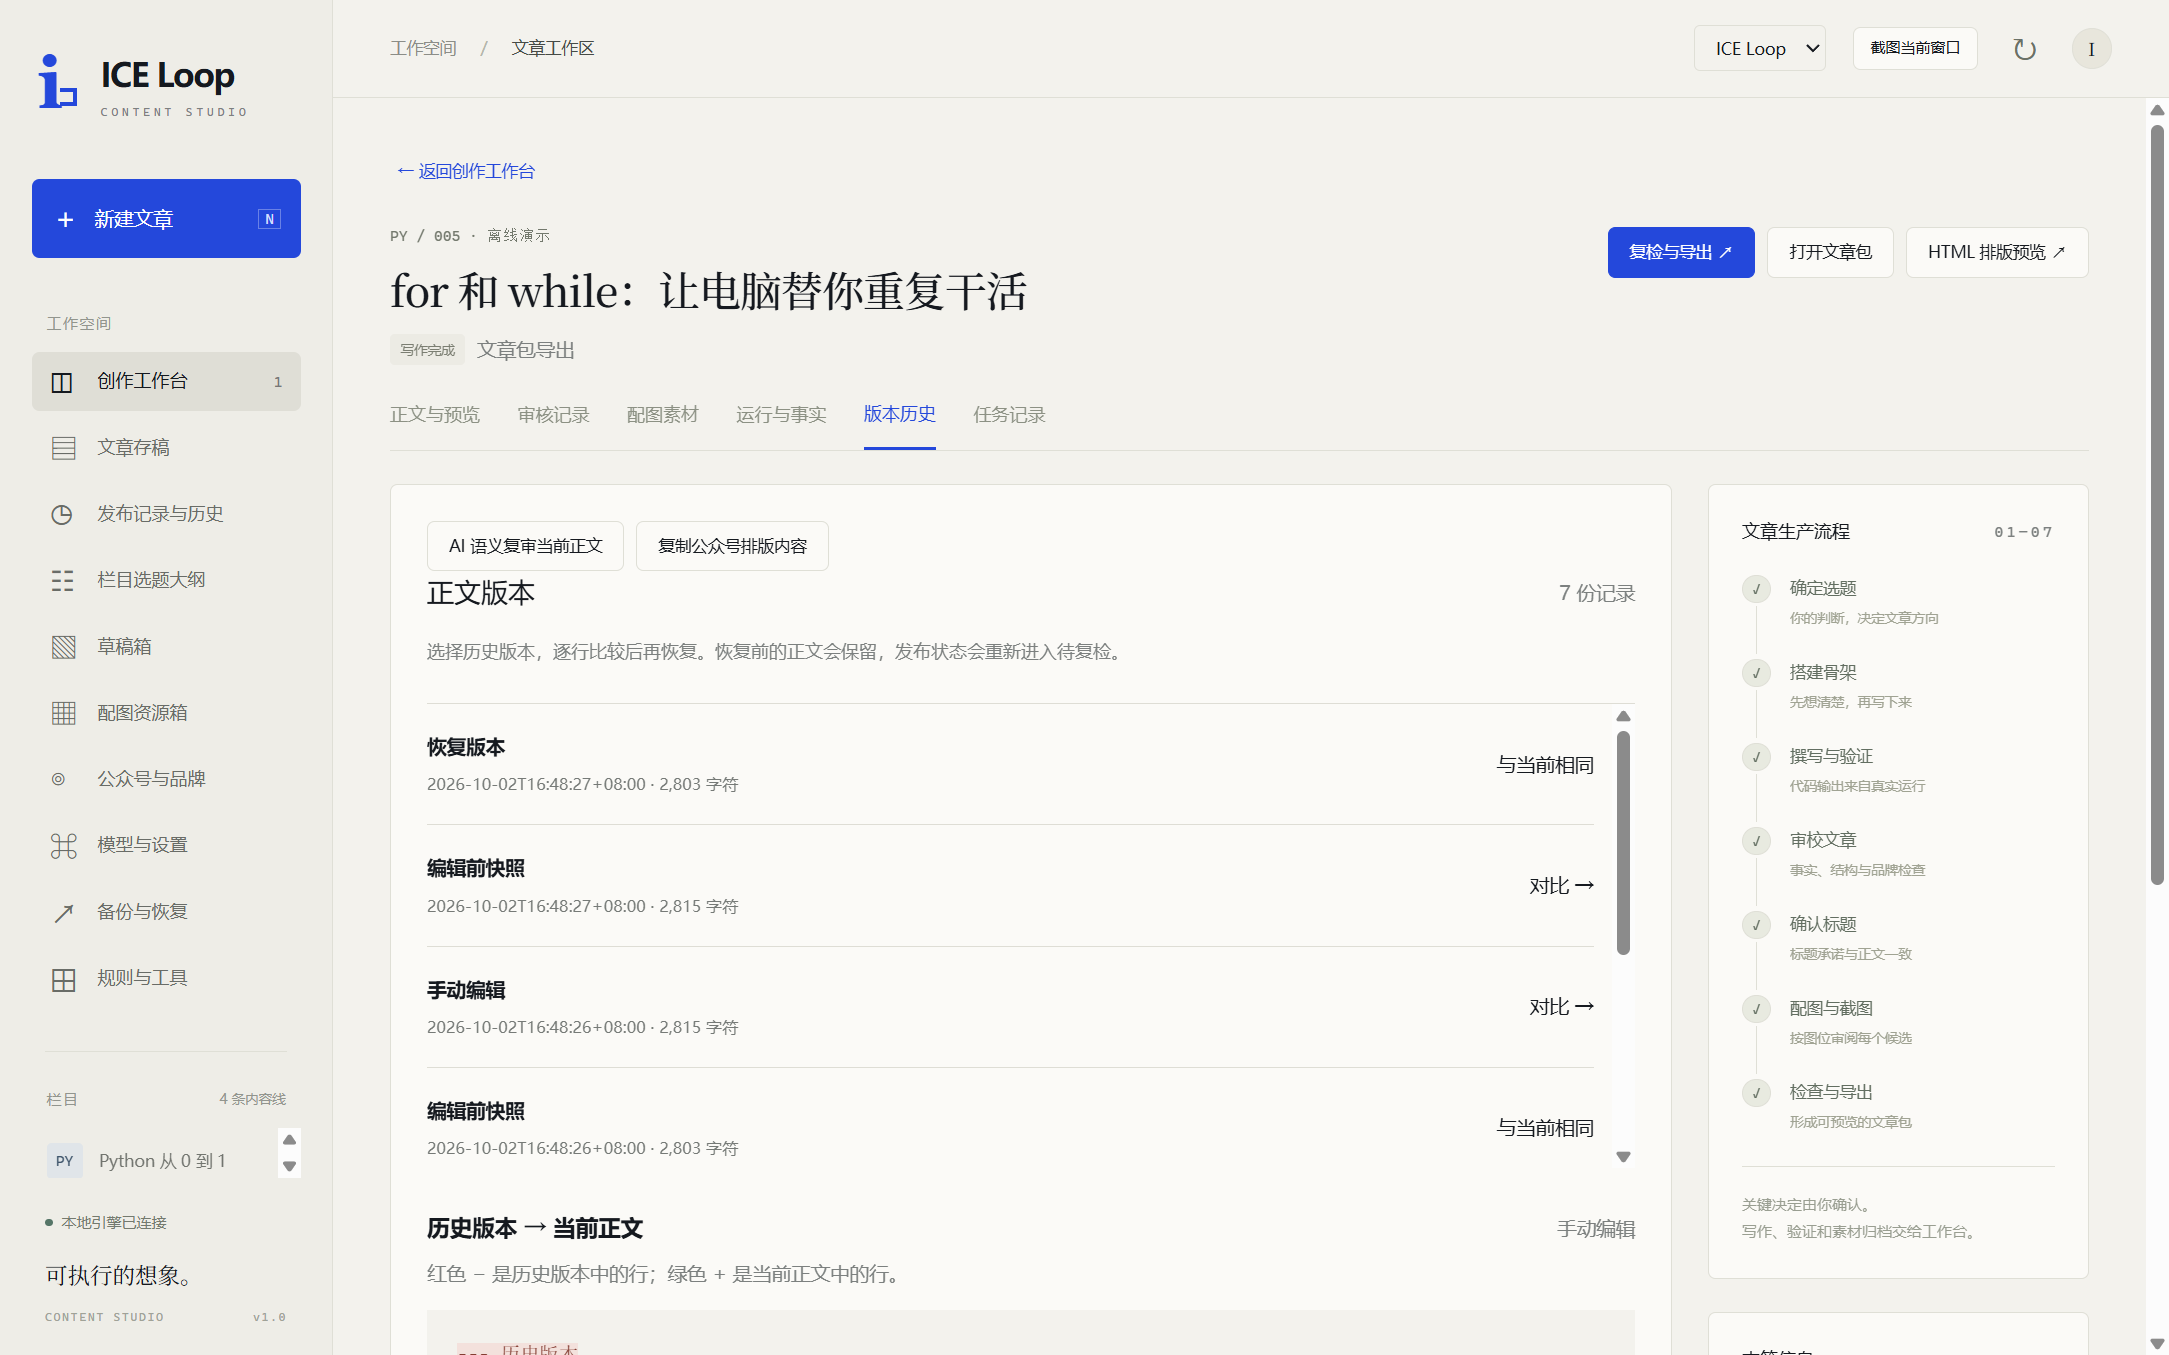 ICE Loop
CONTENT STUDIO
+ 新建文章 N
工作空间
创作工作台 1
文章存稿
发布记录与历史
栏目选题大纲
草稿箱
配图资源箱
公众号与品牌
模型与设置
备份与恢复
规则与工具
栏目 4 条内容线
PY Python 从 0 到 1
本地引擎已连接
可执行的想象。
CONTENT STUDIO v1.0
工作空间 / 文章工作区
ICE Loop
截图当前窗口
I
← 返回创作工作台
PY / 005 · 离线演示
for 和 while：让电脑替你重复干活
写作完成 文章包导出
复检与导出 ↗
打开文章包
HTML 排版预览 ↗
正文与预览 审核记录 配图素材 运行与事实 版本历史 任务记录
AI 语义复审当前正文
复制公众号排版内容
正文版本 7 份记录
选择历史版本，逐行比较后再恢复。恢复前的正文会保留，发布状态会重新进入待复检。
恢复版本
2026-10-02T16:48:27+08:00 · 2,803 字符
与当前相同
编辑前快照
2026-10-02T16:48:27+08:00 · 2,815 字符
对比 →
手动编辑
2026-10-02T16:48:26+08:00 · 2,815 字符
对比 →
编辑前快照
2026-10-02T16:48:26+08:00 · 2,803 字符
与当前相同
历史版本 → 当前正文 手动编辑
红色 − 是历史版本中的行；绿色 + 是当前正文中的行。
--- 历史版本
文章生产流程 01—07
✓ 确定选题
你的判断，决定文章方向
✓ 搭建骨架
先想清楚，再写下来
✓ 撰写与验证
代码输出来自真实运行
✓ 审校文章
事实、结构与品牌检查
✓ 确认标题
标题承诺与正文一致
✓ 配图与截图
按图位审阅每个候选
✓ 检查与导出
形成可预览的文章包
关键决定由你确认。
写作、验证和素材归档交给工作台。